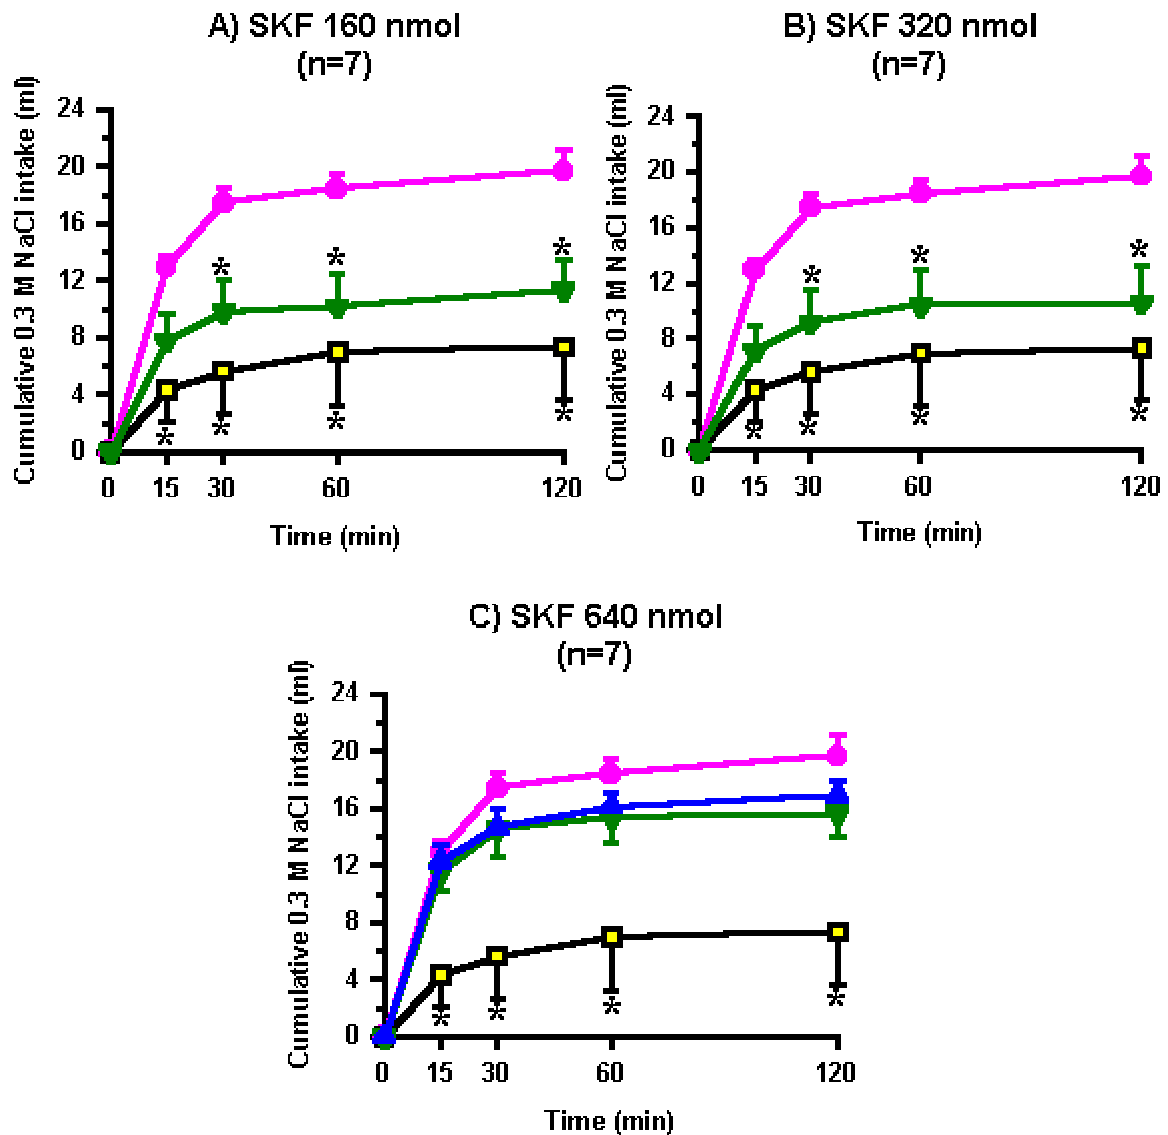 A) SKF 160 nmol
(n=7)
Cumulative 0.3 M NaCl intake (ml)
24
20
16
12
8
4
0
* * *
* * * *
0 15 30 60 120
Time (min)
B) SKF 320 nmol
(n=7)
Cumulative 0.3 M NaCl intake (ml)
24
20
16
12
8
4
0
* * *
* * * *
0 15 30 60 120
Time (min)
C) SKF 640 nmol
(n=7)
Cumulative 0.3 M NaCl intake (ml)
24
20
16
12
8
4
0
* * * *
0 15 30 60 120
Time (min)